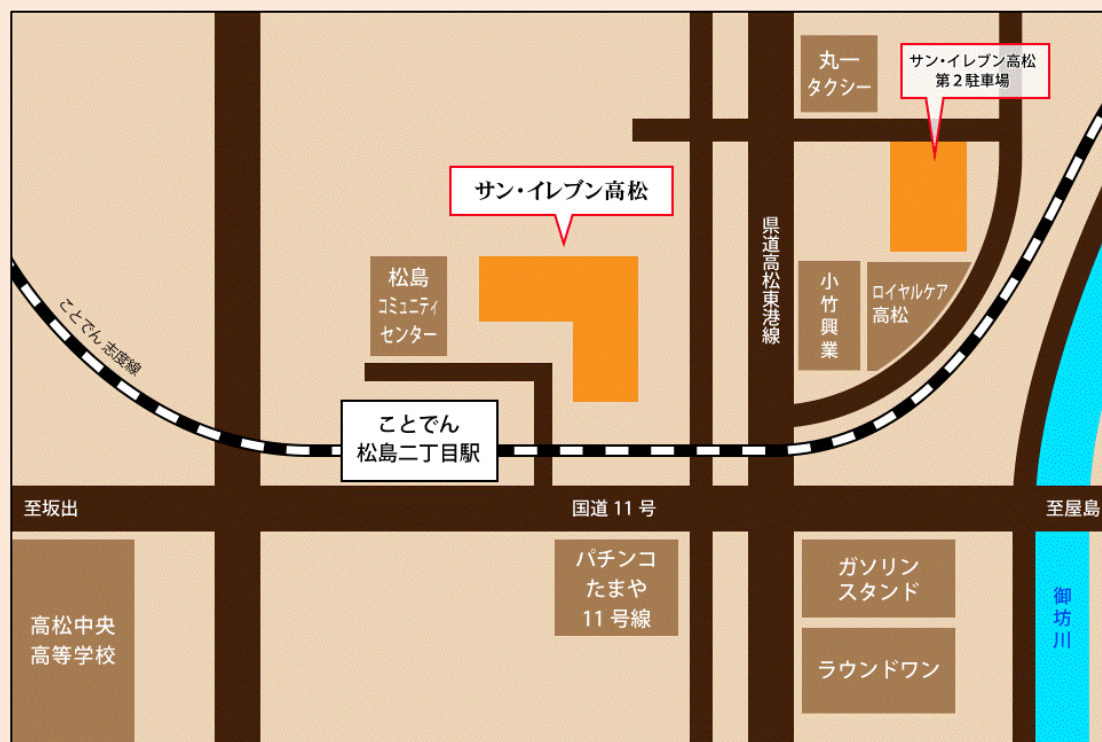 丸一
タクシー
サン・イレブン高松
第2駐車場
サン・イレブン高松
県道高松東港線
松島
コミュニティ
センター
小竹興業
ロイヤルケア
高松
ことでん 志度線
ことでん
松島二丁目駅
至坂出
国道 11 号
至屋島
パチンコ
たまや
11 号線
ガソリン
スタンド
御坊川
高松中央
高等学校
ラウンドワン